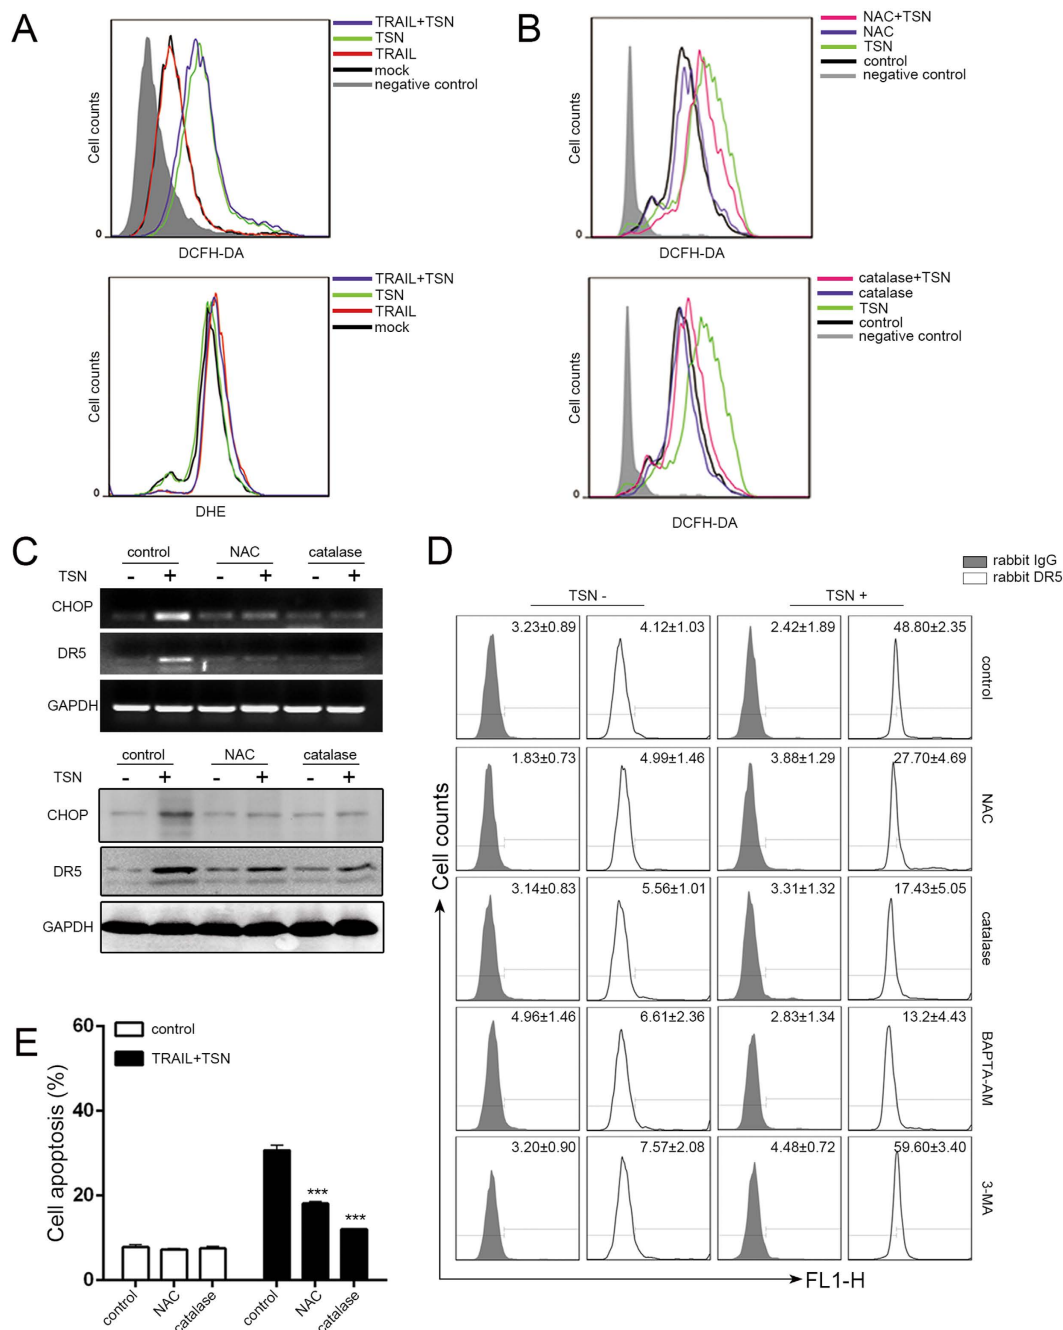 A
TRAIL+TSN
TSN
TRAIL
mock
negative control
Cell counts
0
DCFH-DA
TRAIL+TSN
TSN
TRAIL
mock
Cell counts
0
DHE
B
NAC+TSN
NAC
TSN
control
negative control
Cell counts
0
DCFH-DA
catalase+TSN
catalase
TSN
control
negative control
Cell counts
0
DCFH-DA
C
control NAC catalase
TSN - + - + - +
CHOP
DR5
GAPDH
control NAC catalase
TSN - + - + - +
CHOP
DR5
GAPDH
D
rabbit IgG
rabbit DR5
TSN - TSN +
3.23±0.89 4.12±1.03 2.42±1.89 48.80±2.35 control
1.83±0.73 4.99±1.46 3.88±1.29 27.70±4.69 NAC
3.14±0.83 5.56±1.01 3.31±1.32 17.43±5.05 catalase
4.96±1.46 6.61±2.36 2.83±1.34 13.2±4.43 BAPTA-AM
3.20±0.90 7.57±2.08 4.48±0.72 59.60±3.40 3-MA
Cell counts
FL1-H
E
control
TRAIL+TSN
Cell apoptosis (%)
60
40
20
0
*** ***
control NAC catalase control NAC catalase